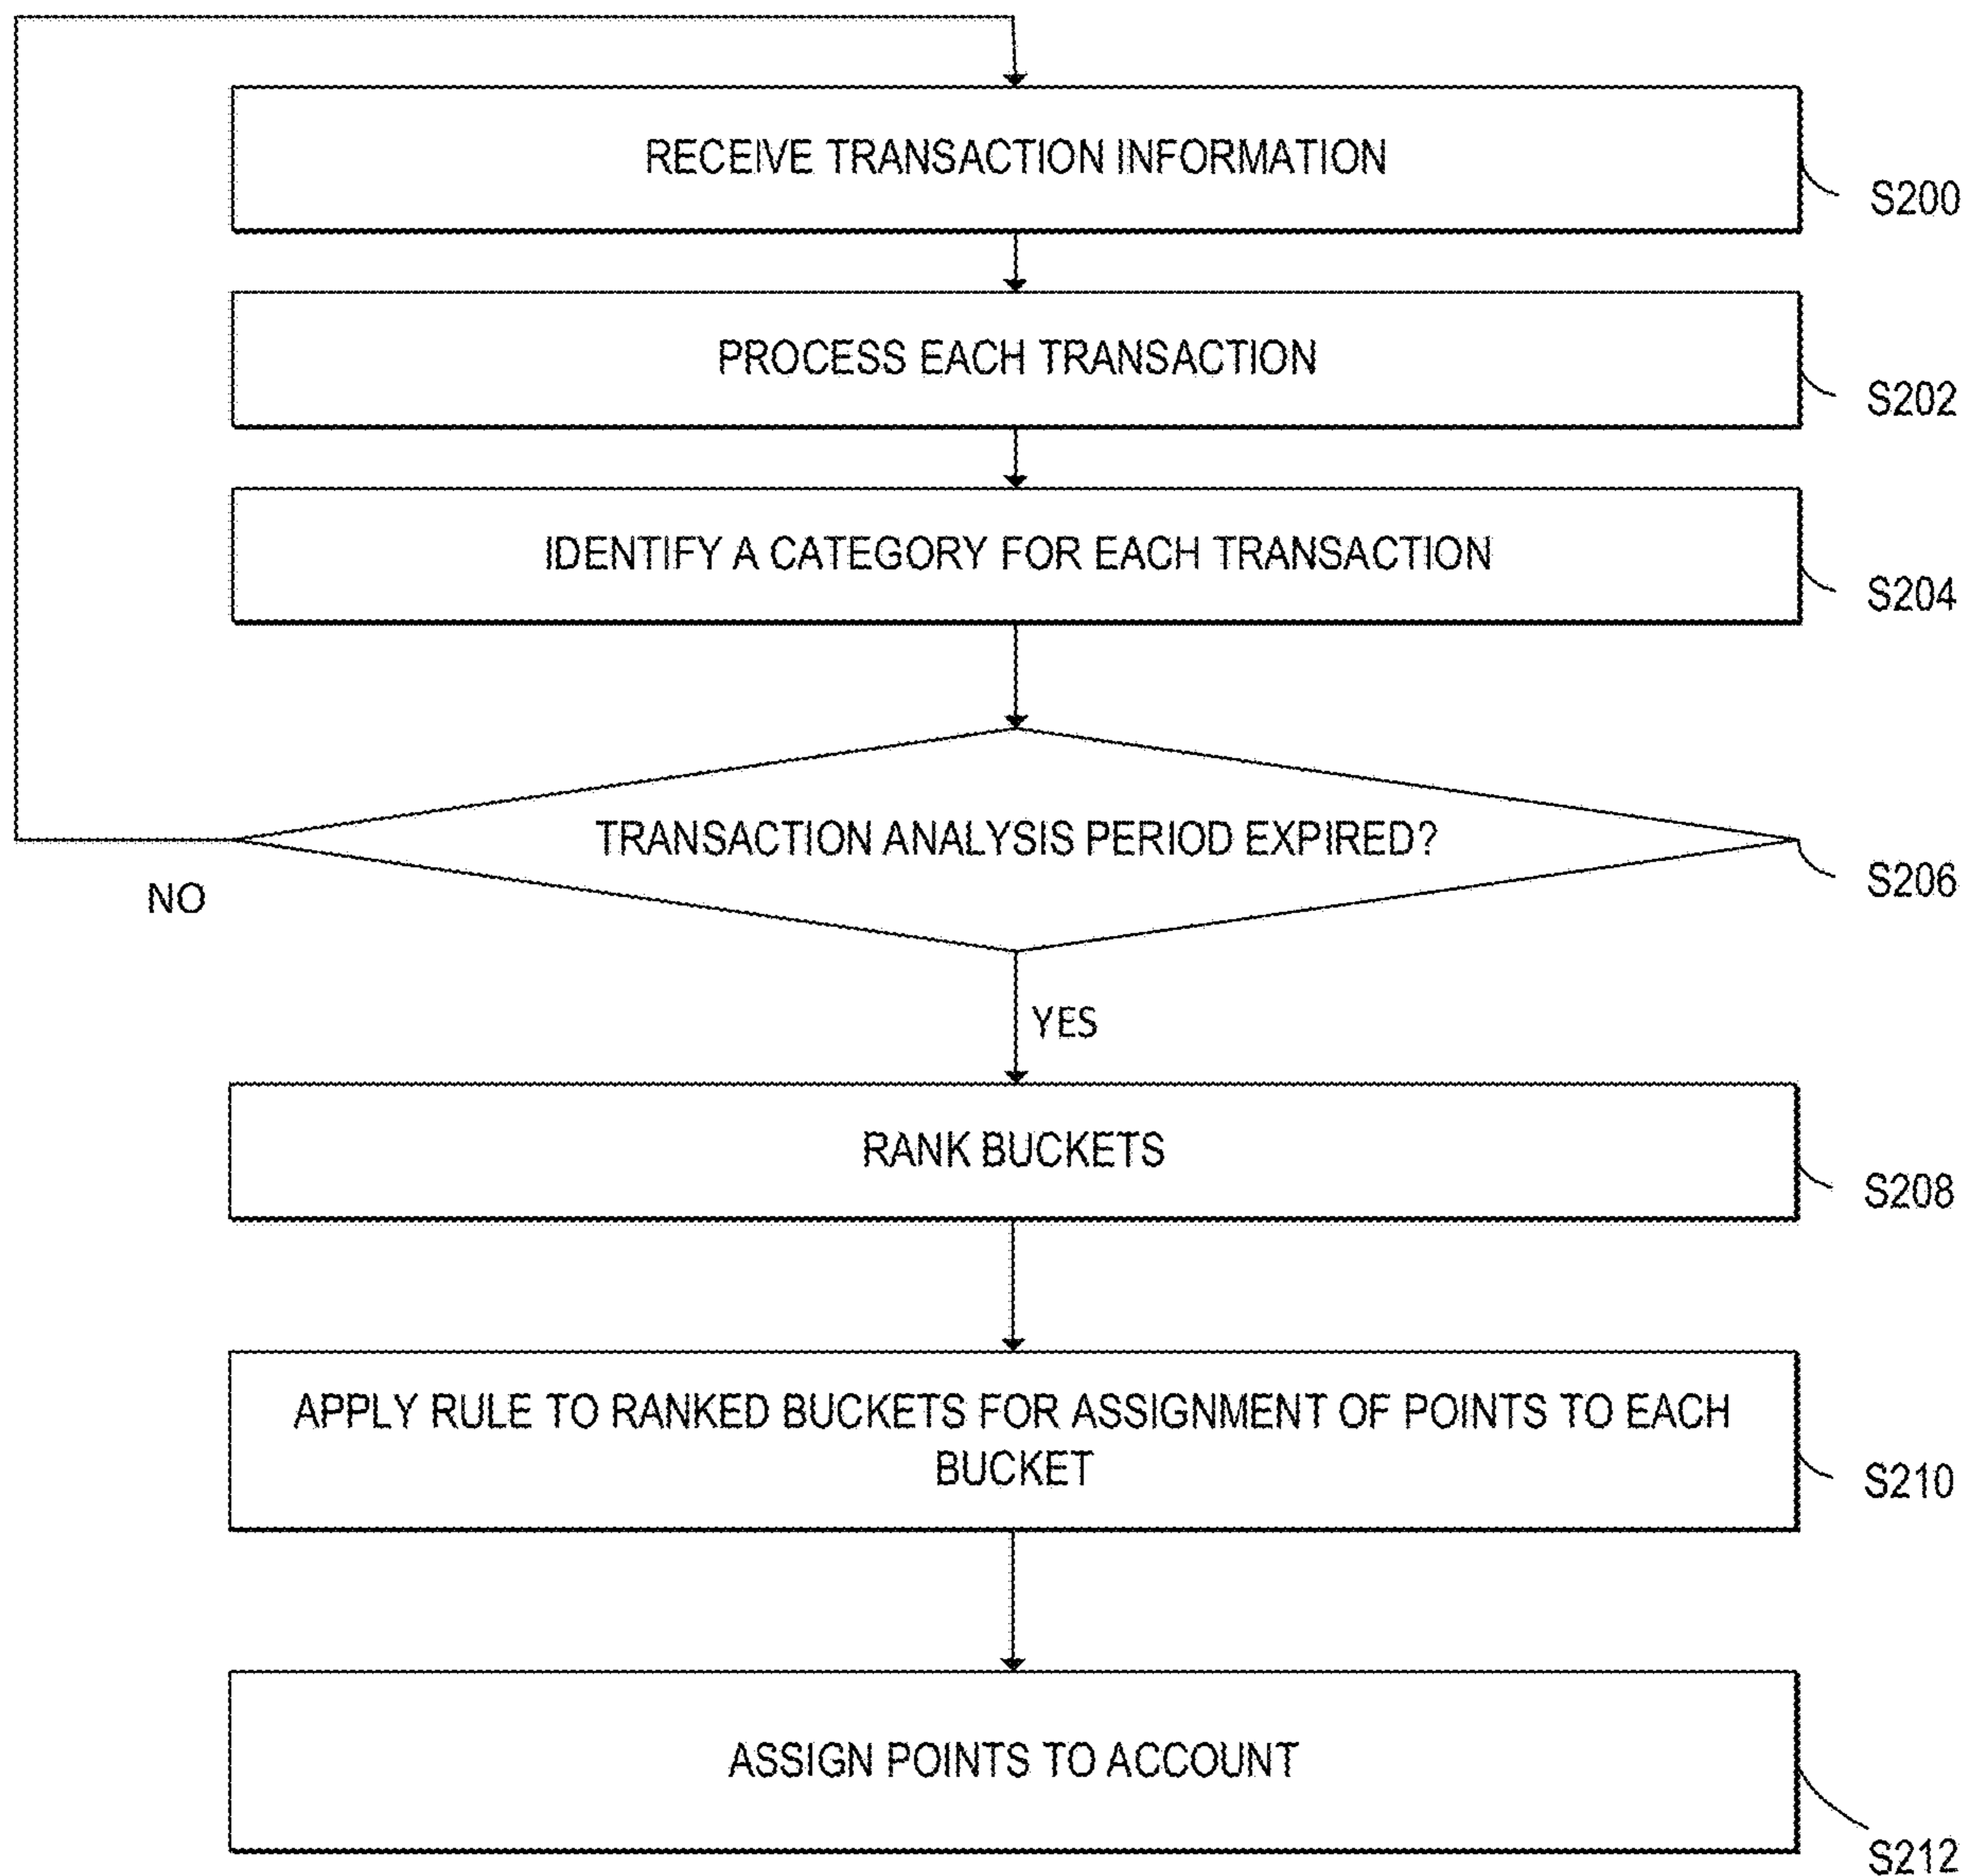 RECEIVE TRANSACTION INFORMATION
S200
PROCESS EACH TRANSACTION
S202
IDENTIFY A CATEGORY FOR EACH TRANSACTION
S204
TRANSACTION ANALYSIS PERIOD EXPIRED?
S206
NO
YES
RANK BUCKETS
S208
APPLY RULE TO RANKED BUCKETS FOR ASSIGNMENT OF POINTS TO EACH
BUCKET
S210
ASSIGN POINTS TO ACCOUNT
S212